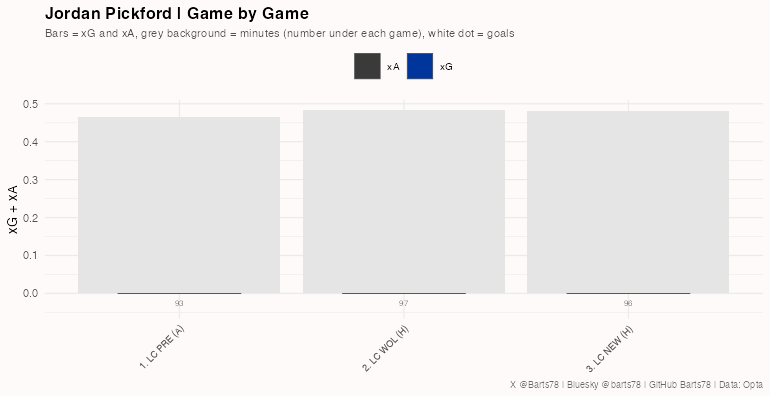 Jordan Pickford | Game by Game
Bars = xG and xA, grey background = minutes (number under each game), white dot = goals
xA xG
0.5
0.4
0.3
0.2
0.1
0.0
xG + xA
93 97 96
1. LC PRE (A) 2. LC WOL (H) 3. LC NEW (H)
X @Barts78 | Bluesky @barts78 | GitHub Barts78 | Data: Opta